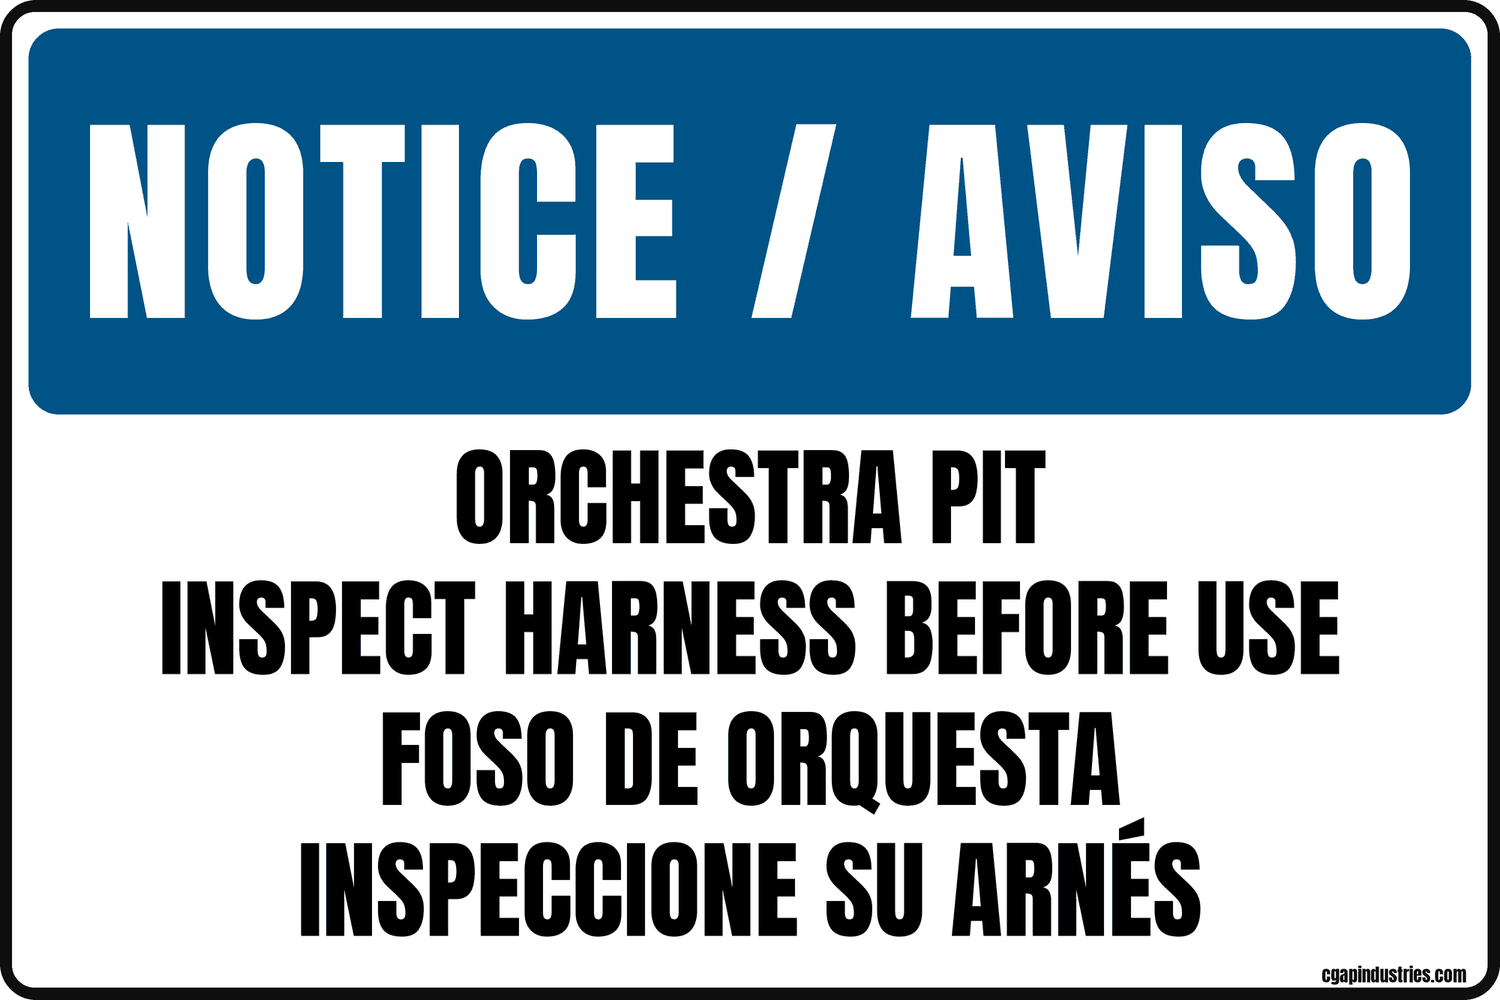 NOTICE / AVISO
ORCHESTRA PIT
INSPECT HARNESS BEFORE USE
FOSO DE ORQUESTA
INSPECCIONE SU ARNÉS
cgapindustries.com